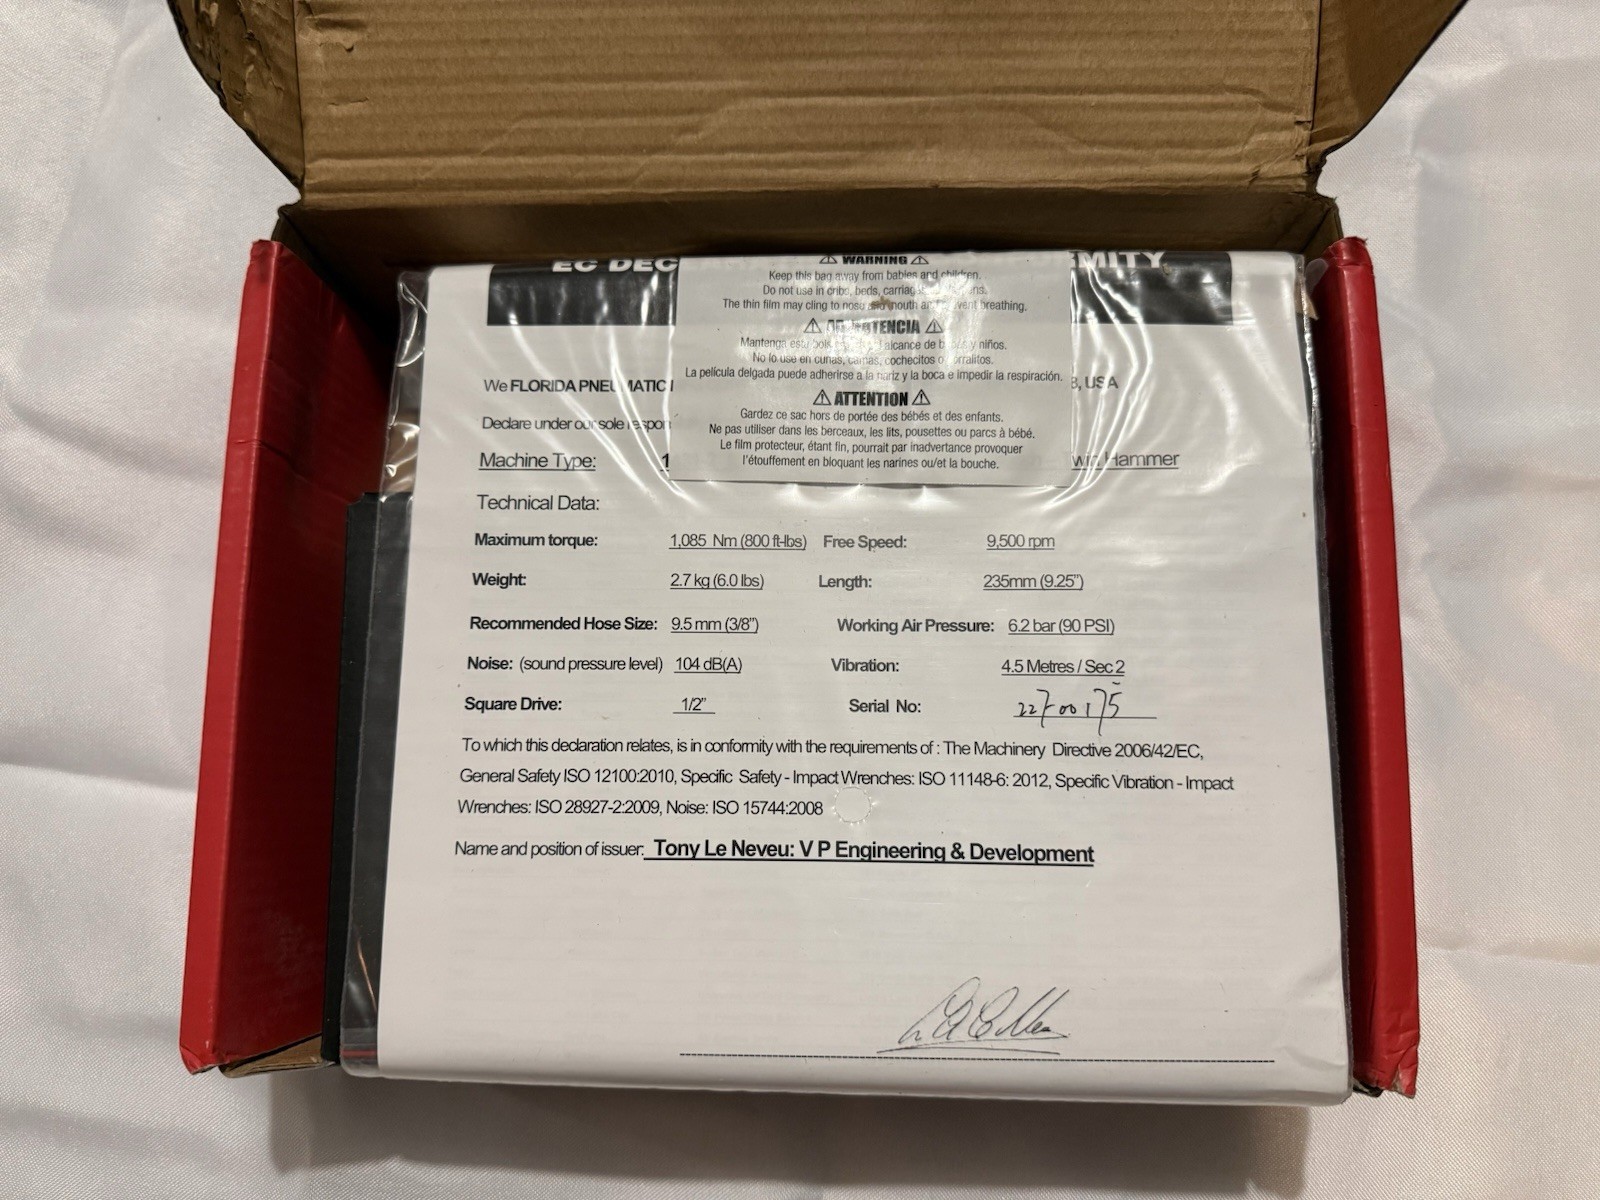 EC DEC MITY
⚠ WARNING ⚠
Keep this bag away from babies and children.
Do not use in cribs, beds,
The thin film may cling to nose and mouth breathing.
⚠ ⚠
Mantenga alcance de y niños.
No lo use en cunas, camas, cochecitos o
La película delgada puede adherirse a la nariz y la boca e impedir la respiración.
⚠ ATTENTION ⚠
Gardez ce sac hors de portée des bébés et des enfants.
Ne pas utiliser dans les berceaux, les lits, pousettes ou parcs à bébé.
Le film protecteur, étant fin, pourrait par inadvertance provoquer
l'étouffement en bloquant les narines ou/et la bouche.
We FLORIDA PNEUMATIC , USA
Declare under our sole
Machine Type: 1 Hammer
Technical Data:
Maximum torque: 1,085 Nm (800 ft-lbs) Free Speed: 9,500 rpm
Weight: 2.7 kg (6.0 lbs) Length: 235mm (9.25”)
Recommended Hose Size: 9.5 mm (3/8”) Working Air Pressure: 6.2 bar (90 PSI)
Noise: (sound pressure level) 104 dB(A) Vibration: 4.5 Metres / Sec 2
Square Drive: 1/2” Serial No:
To which this declaration relates, is in conformity with the requirements of : The Machinery Directive 2006/42/EC,
General Safety ISO 12100:2010, Specific Safety - Impact Wrenches: ISO 11148-6: 2012, Specific Vibration - Impact
Wrenches: ISO 28927-2:2009, Noise: ISO 15744:2008
Name and position of issuer: Tony Le Neveu: V P Engineering & Development